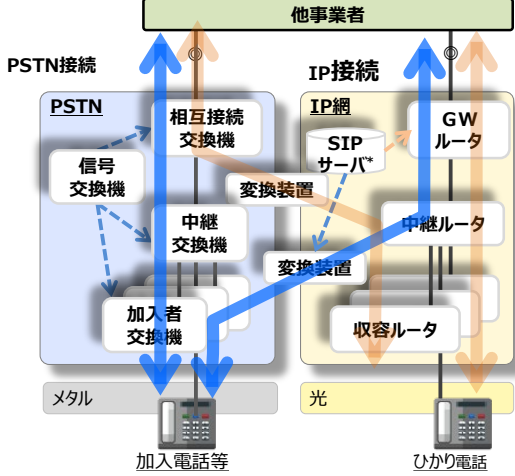 他事業者
PSTN接続
IP接続
PSTN
相互接続
交換機
信号
交換機
変換装置
中継
交換機
加入者
交換機
IP網
GW
ルータ
SIP
サーバ*
中継ルータ
変換装置
収容ルータ
メタル
光
加入電話等
ひかり電話